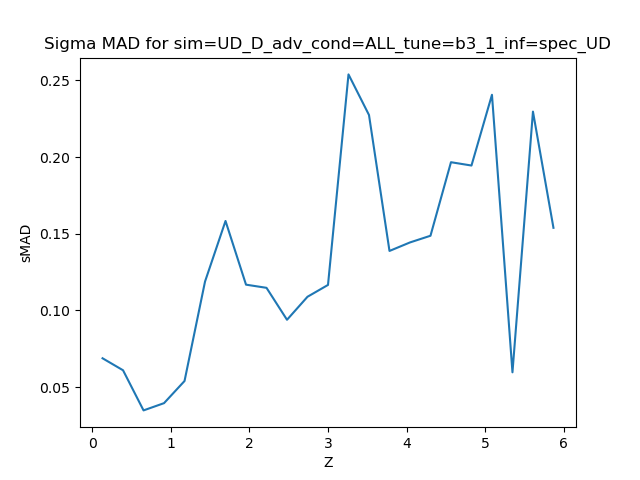 Sigma MAD for sim=UD_D_adv_cond=ALL_tune=b3_1_inf=spec_UD
0.25
0.20
0.15
0.10
0.05
sMAD
0 1 2 3 4 5 6
Z